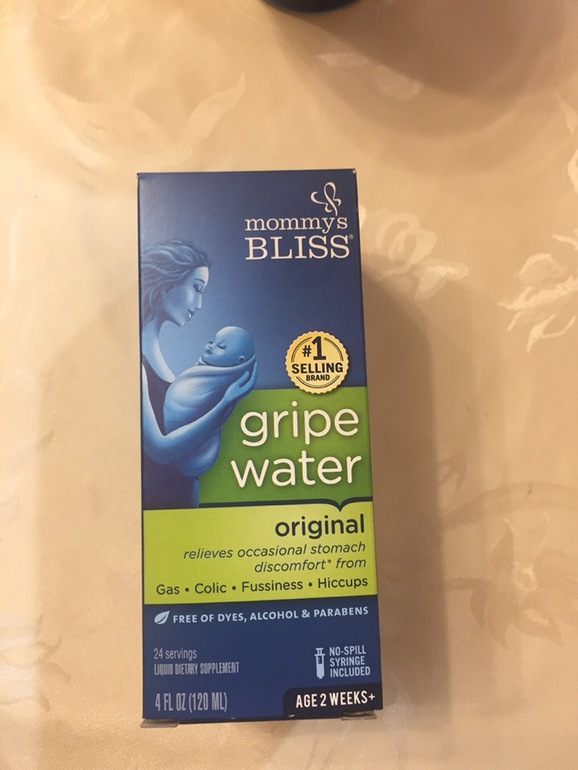 mommys
BLISS®
#1
SELLING
BRAND
gripe
water
original
relieves occasional stomach
discomfort* from
Gas • Colic • Fussiness • Hiccups
FREE OF DYES, ALCOHOL & PARABENS
24 servings
LIQUID DIETARY SUPPLEMENT
4 FL OZ (120 ML)
NO-SPILL
SYRINGE
INCLUDED
AGE 2 WEEKS+